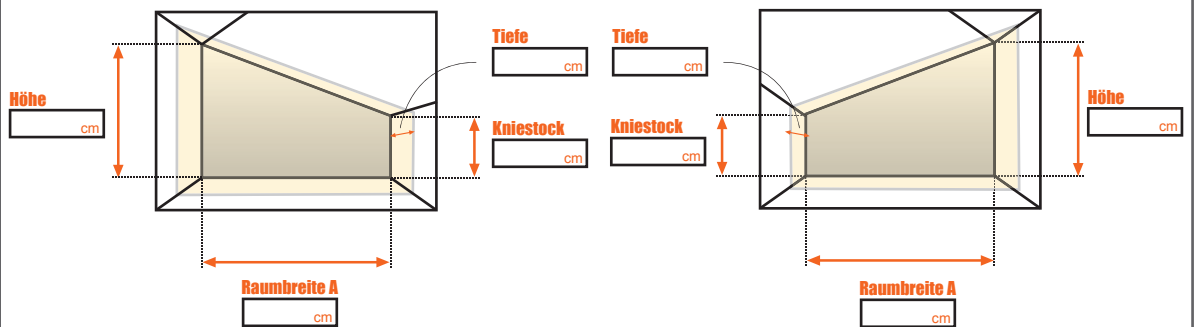 Höhe
cm
Tiefe
cm
Kniestock
cm
Raumbreite A
cm
Tiefe
cm
Kniestock
cm
Höhe
cm
Raumbreite A
cm